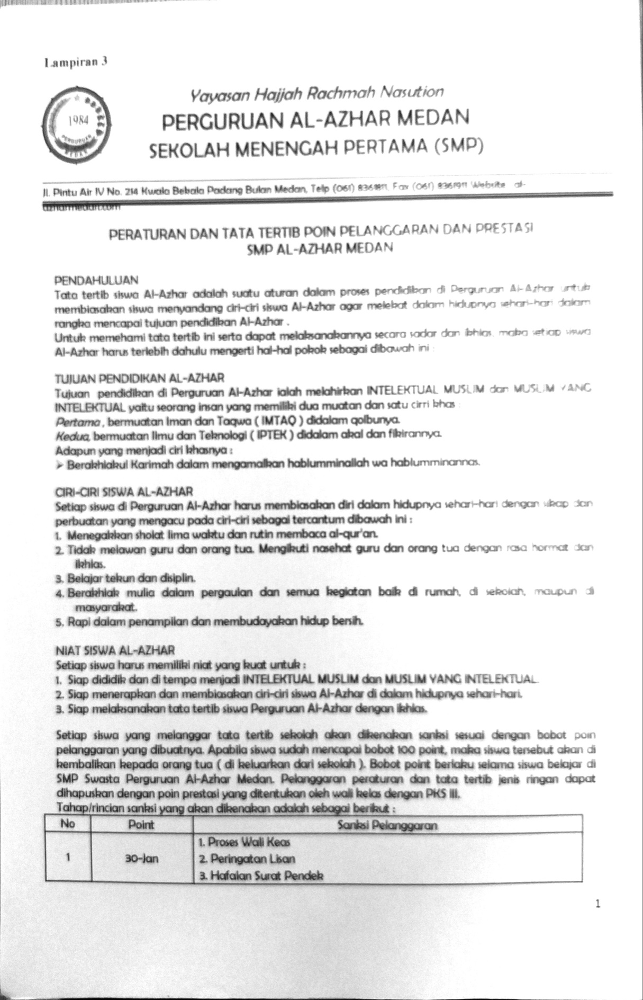 Lampiran 3
1984
PERGURUAN
MEDAN
Yayasan Hajjah Rachmah Nasution
PERGURUAN AL-AZHAR MEDAN
SEKOLAH MENENGAH PERTAMA (SMP)
Jl. Pintu Air IV No. 214 Kwala Bekala Padang Bulan Medan, Telp (061) 8361811, Fax (061) 8361911 Website al-
azharmedan.com
PERATURAN DAN TATA TERTIB POIN PELANGGARAN DAN PRESTASI
SMP AL-AZHAR MEDAN
PENDAHULUAN
Tata tertib siswa Al-Azhar adalah suatu aturan dalam proses pendidikan di Perguruan Al-Azhar untuk
membiasakan siswa menyandang ciri-ciri siswa Al-Azhar agar melekat dalam hidupnya sehari-hari dalam
rangka mencapai tujuan pendidikan Al-Azhar .
Untuk memehami tata tertib ini serta dapat melaksanakannya secara sadar dan ikhlas, maka setiap siswa
Al-Azhar harus terlebih dahulu mengerti hal-hal pokok sebagai dibawah ini :
TUJUAN PENDIDIKAN AL-AZHAR
Tujuan pendidikan di Perguruan Al-Azhar ialah melahirkan INTELEKTUAL MUSLIM dan MUSLIM YANG
INTELEKTUAL yaitu seorang insan yang memiliki dua muatan dan satu cirri khas :
Pertama , bermuatan Iman dan Taqwa ( IMTAQ ) didalam qolbunya.
Kedua, bermuatan Ilmu dan Teknologi ( IPTEK ) didalam akal dan fikirannya.
Adapun yang menjadi ciri khasnya :
➢ Berakhlakul Karimah dalam mengamalkan hablumminallah wa hablumminannas.
CIRI-CIRI SISWA AL-AZHAR
Setiap siswa di Perguruan Al-Azhar harus membiasakan diri dalam hidupnya sehari-hari dengan sikap dan
perbuatan yang mengacu pada ciri-ciri sebagai tercantum dibawah ini :
1. Menegakkan sholat lima waktu dan rutin membaca al-qur'an.
2. Tidak melawan guru dan orang tua. Mengikuti nasehat guru dan orang tua dengan rasa hormat dan
ikhlas.
3. Belajar tekun dan disiplin.
4. Berakhlak mulia dalam pergaulan dan semua kegiatan baik di rumah, di sekolah, maupun di
masyarakat.
5. Rapi dalam penampilan dan membudayakan hidup bersih.
NIAT SISWA AL-AZHAR
Setiap siswa harus memiliki niat yang kuat untuk :
1. Siap dididik dan di tempa menjadi INTELEKTUAL MUSLIM dan MUSLIM YANG INTELEKTUAL.
2. Siap menerapkan dan membiasakan ciri-ciri siswa Al-Azhar di dalam hidupnya sehari-hari.
3. Siap melaksanakan tata tertib siswa Perguruan Al-Azhar dengan ikhlas.
Setiap siswa yang melanggar tata tertib sekolah akan dikenakan sanksi sesuai dengan bobot poin
pelanggaran yang dibuatnya. Apabila siswa sudah mencapai bobot 100 point, maka siswa tersebut akan di
kembalikan kepada orang tua ( di keluarkan dari sekolah ). Bobot point berlaku selama siswa belajar di
SMP Swasta Perguruan Al-Azhar Medan. Pelanggaran peraturan dan tata tertib jenis ringan dapat
dihapuskan dengan poin prestasi yang ditentukan oleh wali kelas dengan PKS III.
Tahap/rincian sanksi yang akan dikenakan adalah sebagai berikut :
No Point Sanksi Pelanggaran
1 30-Jan 1. Proses Wali Keas
2. Peringatan Lisan
3. Hafalan Surat Pendek
1